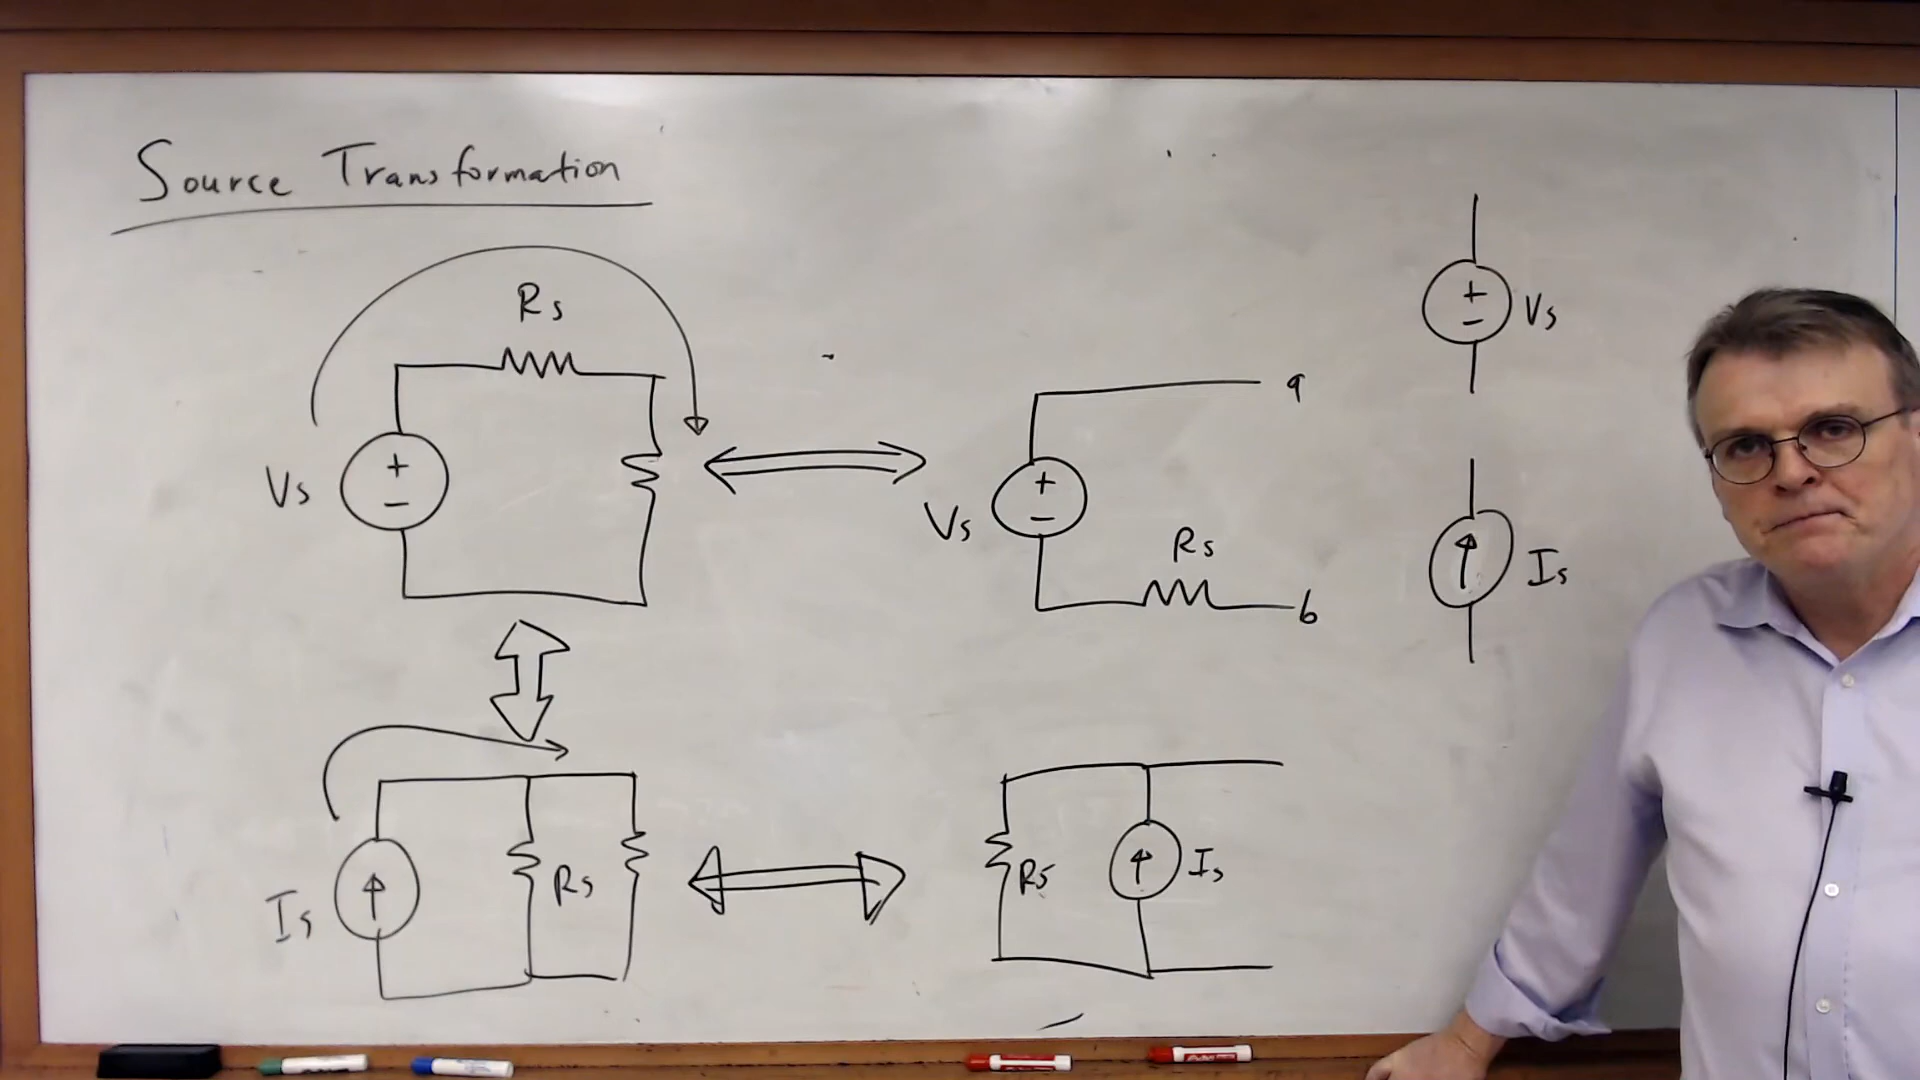 Source Transformation
Rs
Vs
+
−
Vs
+
−
Rs
a
b
+
−
Vs
Is
Is
Rs
Rs
Is